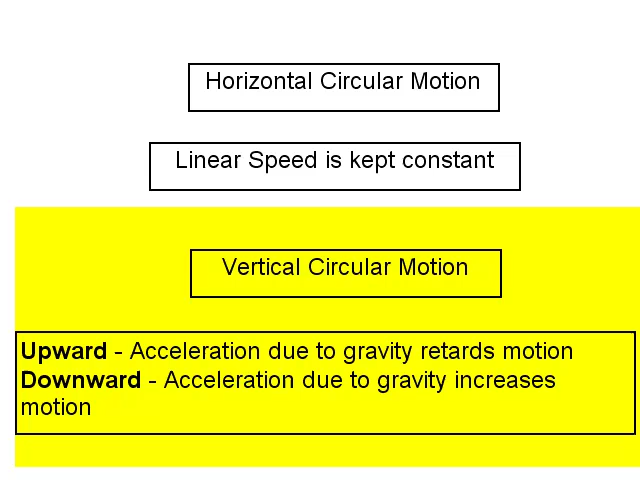 Horizontal Circular Motion
Linear Speed is kept constant
Vertical Circular Motion
Upward - Acceleration due to gravity retards motion
Downward - Acceleration due to gravity increases
motion